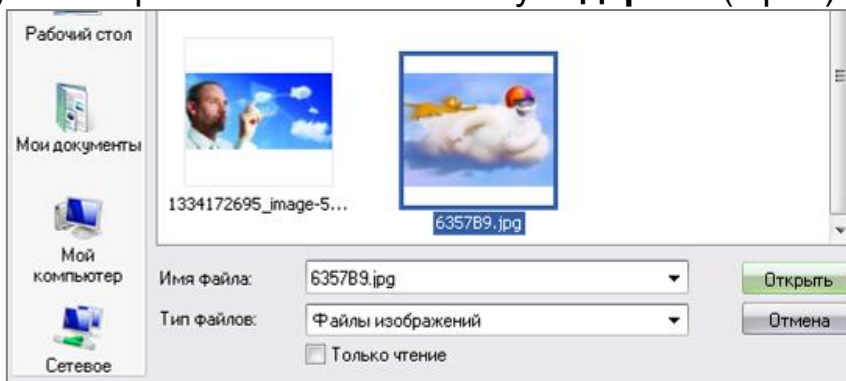 Рабочий стол
Мои документы
Мой
компьютер
Сетевое
1334172695_image-5...
6357B9.jpg
Имя файла:
6357B9.jpg
Открыть
Тип файлов:
Файлы изображений
Отмена
Только чтение